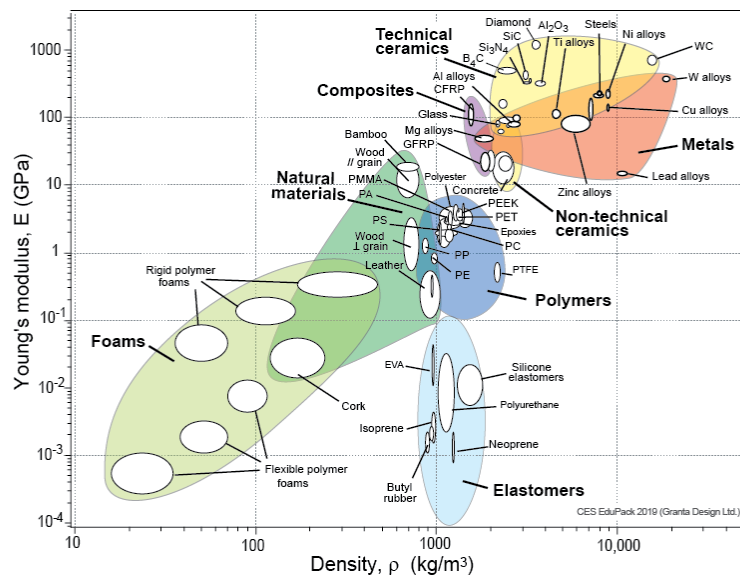 Young's modulus, E (GPa)
1000
100
10
1
10⁻¹
10⁻²
10⁻³
10⁻⁴
10
100
1000
10,000
Density, ρ (kg/m³)
Technical
ceramics
Diamond
B₄C
Si₃N₄
SiC
Al₂O₃
Ti alloys
Steels
Ni alloys
WC
W alloys
Cu alloys
Metals
Lead alloys
Zinc alloys
Non-technical
ceramics
Composites
Al alloys
CFRP
Glass
Mg alloys
GFRP
Concrete
Bamboo
Wood
// grain
Natural
materials
PMMA
PA
PS
Polyester
PEEK
PET
Epoxies
PC
PP
PE
PTFE
Polymers
Wood
⊥ grain
Leather
Rigid polymer
foams
Foams
Cork
Flexible polymer
foams
EVA
Silicone
elastomers
Polyurethane
Isoprene
Neoprene
Butyl
rubber
Elastomers
CES EduPack 2019 (Granta Design Ltd.)